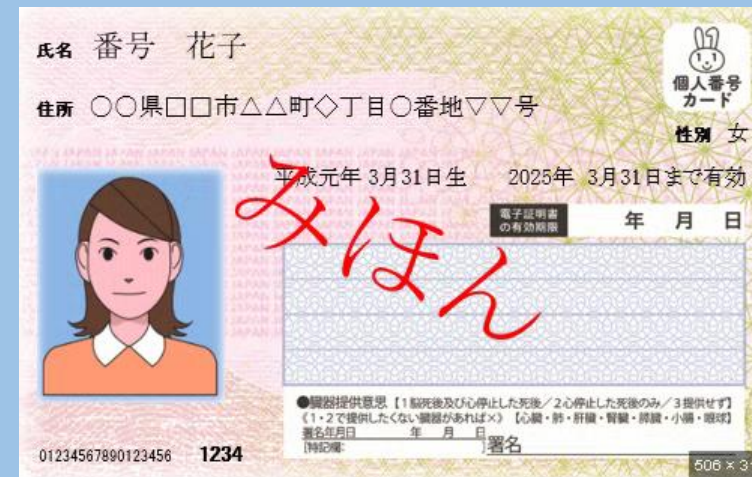 氏名 番号 花子
住所 〇〇県□□市△△町◇丁目〇番地▽▽号
個人番号
カード
性別 女
平成元年 3月31日生 2025年 3月31日まで有効
みほん
電子証明書
の有効期限
年 月 日
●臓器提供意思【1脳死後及び心停止した死後／2心停止した死後のみ／3提供せず】
《1・2で提供したくない臓器があれば×》【心臓・肺・肝臓・腎臓・膵臓・小腸・眼球】
署名年月日 年 月 日
[特記欄: ] 署名
01234567890123456 1234
506 × 31